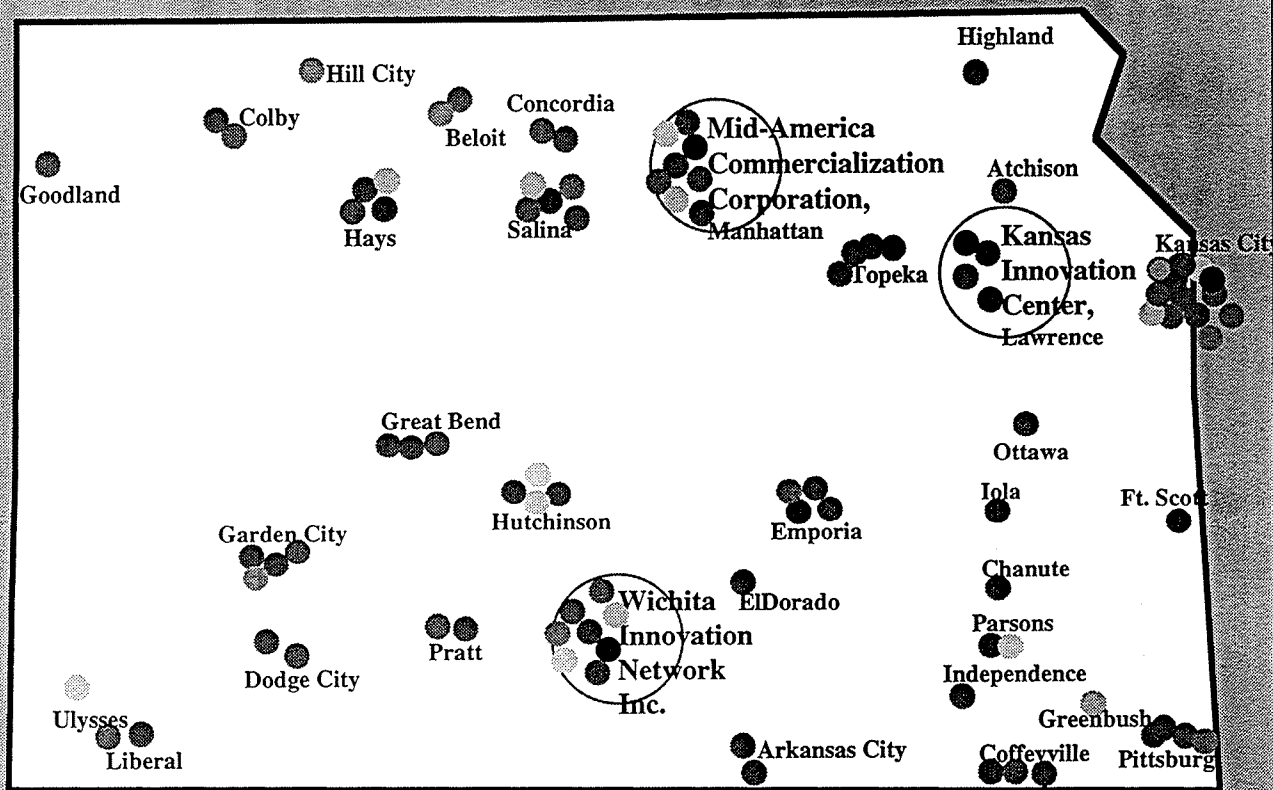 Highland
Hill City
Concordia
Colby
Beloit
Mid-America
Commercialization
Corporation,
Manhattan
Atchison
Goodland
Hays
Salina
Topeka
Kansas
Innovation
Center,
Lawrence
Kansas City
Great Bend
Ottawa
Hutchinson
Iola
Ft. Scott
Emporia
Garden City
Chanute
ElDorado
Wichita
Innovation
Network
Inc.
Parsons
Pratt
Dodge City
Independence
Ulysses
Greenbush
Liberal
Arkansas City
Coffeyville
Pittsburg